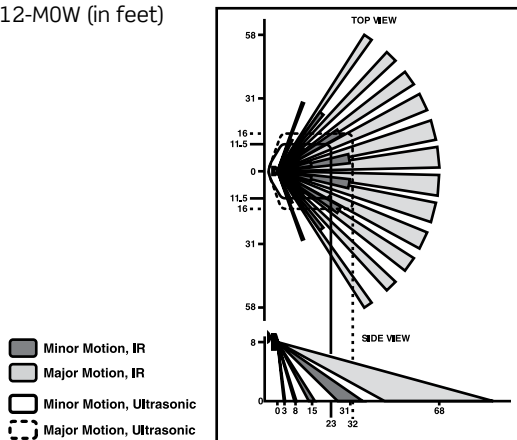 12-M0W (in feet)
TOP VIEW
58
31
16
11.5
0
11.5
16
31
58
SIDE VIEW
8
0
0 3 8 15 31 68
23 32
Minor Motion, IR
Major Motion, IR
Minor Motion, Ultrasonic
Major Motion, Ultrasonic